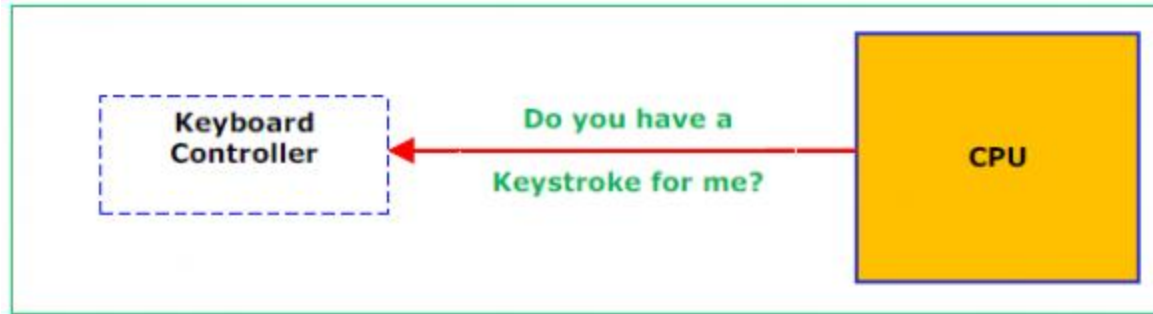 Keyboard
Controller
Do you have a
Keystroke for me?
CPU